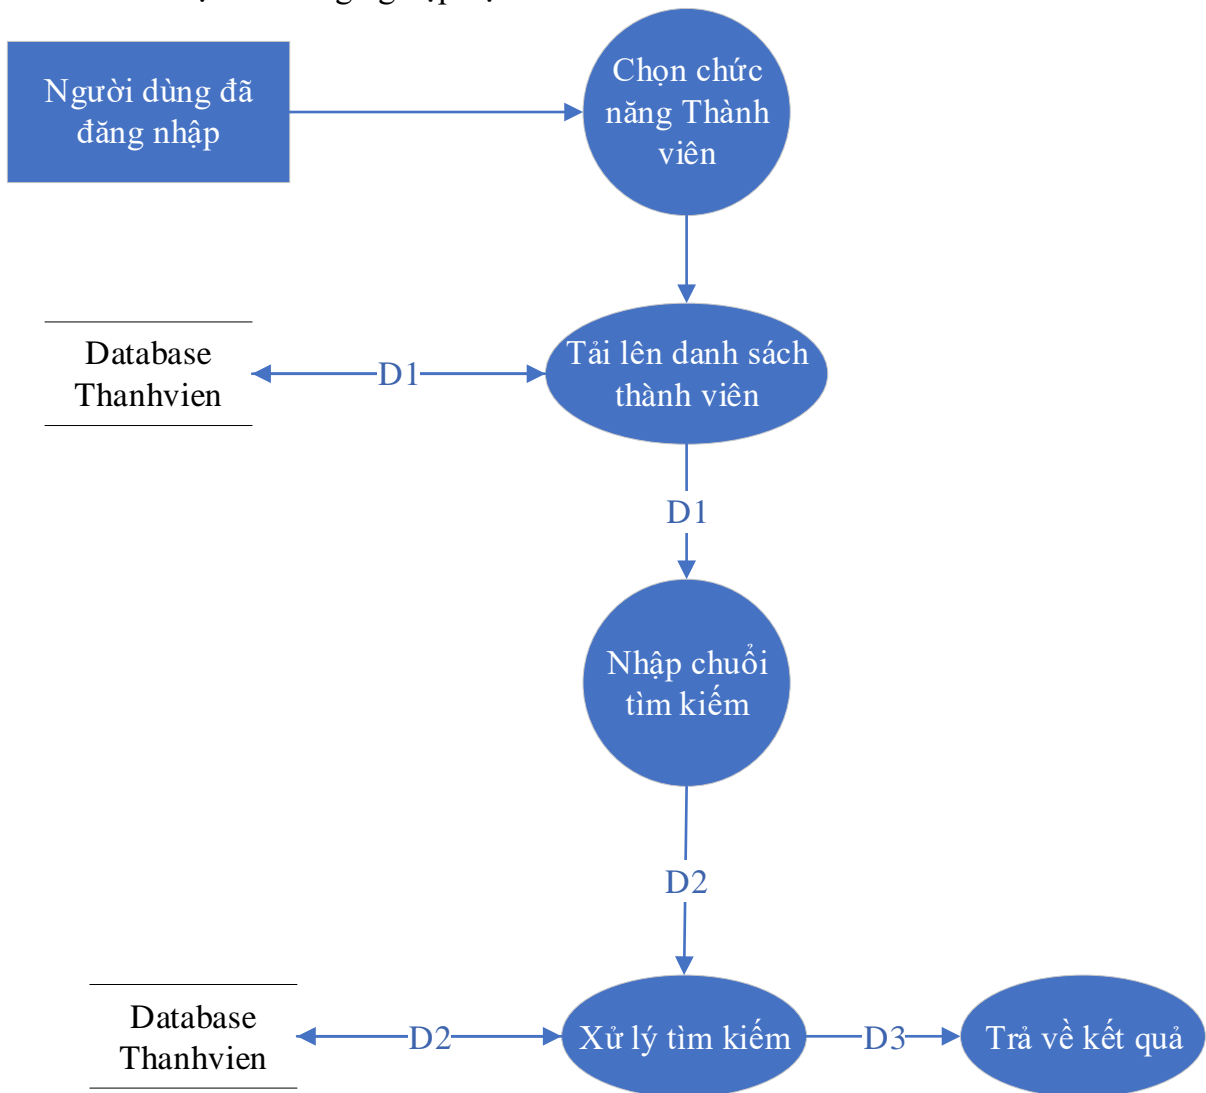 Người dùng đã
đăng nhập
Chọn chức
năng Thành
viên
Database
Thanhvien
D1
Tải lên danh sách
thành viên
D1
Nhập chuổi
tìm kiếm
D2
Database
Thanhvien
D2
Xử lý tìm kiếm
D3
Trả về kết quả